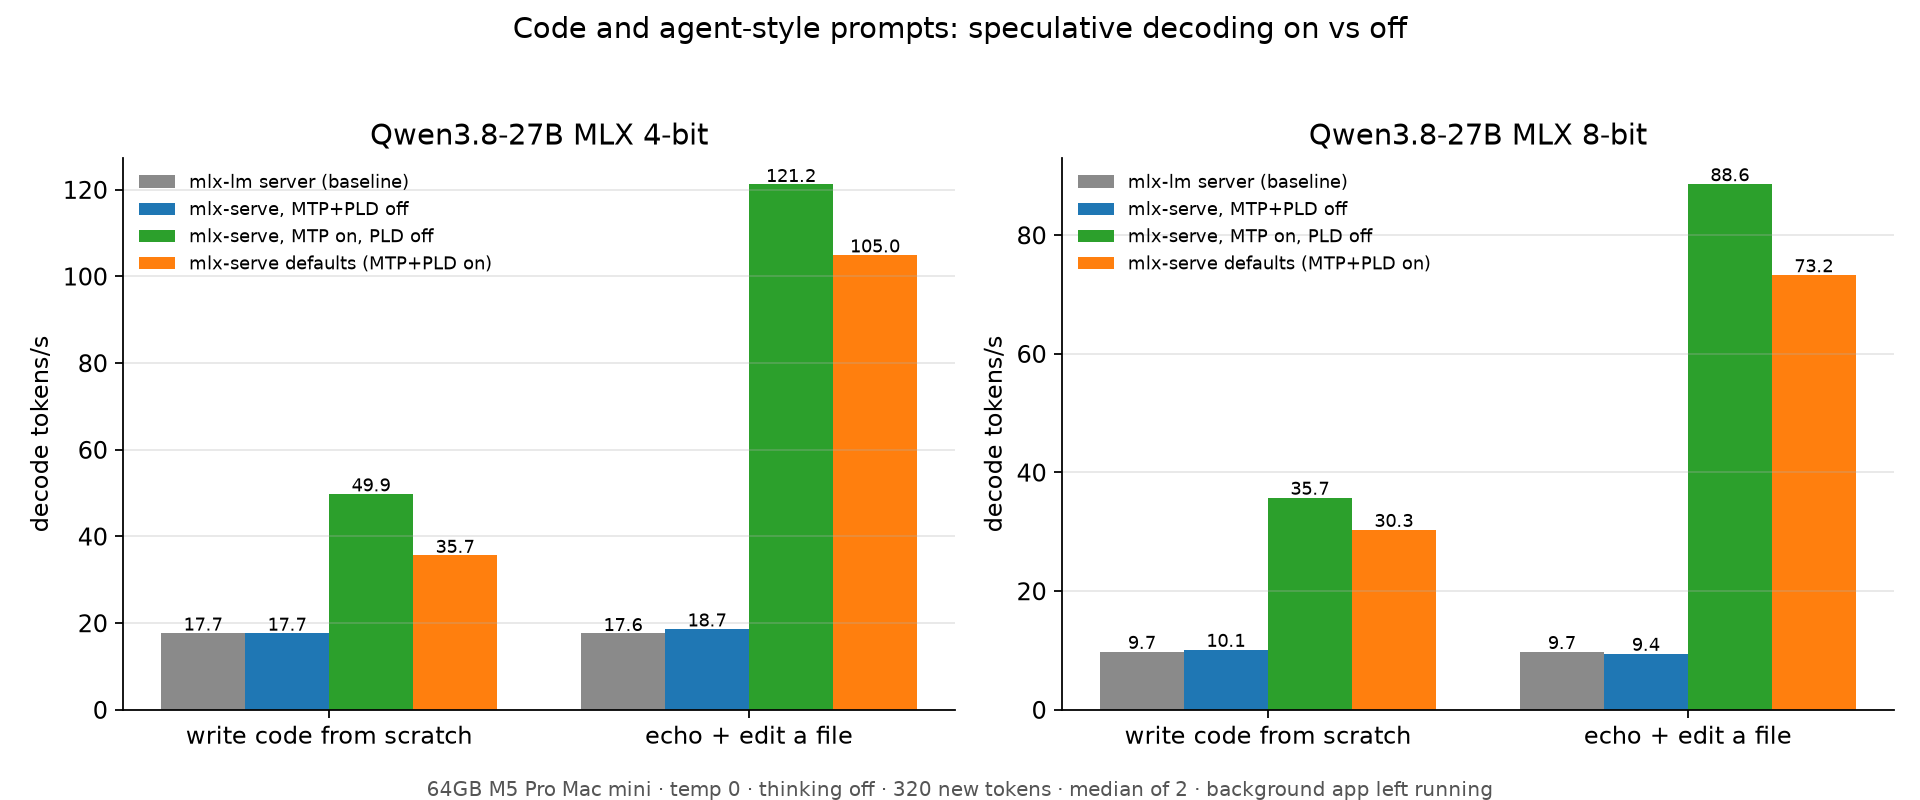 Code and agent-style prompts: speculative decoding on vs off
Qwen3.8-27B MLX 4-bit
decode tokens/s
120
100
80
60
40
20
0
mlx-lm server (baseline)
mlx-serve, MTP+PLD off
mlx-serve, MTP on, PLD off
mlx-serve defaults (MTP+PLD on)
17.7
17.7
49.9
35.7
17.6
18.7
121.2
105.0
write code from scratch
echo + edit a file
Qwen3.8-27B MLX 8-bit
decode tokens/s
80
60
40
20
0
mlx-lm server (baseline)
mlx-serve, MTP+PLD off
mlx-serve, MTP on, PLD off
mlx-serve defaults (MTP+PLD on)
9.7
10.1
35.7
30.3
9.7
9.4
88.6
73.2
write code from scratch
echo + edit a file
64GB M5 Pro Mac mini · temp 0 · thinking off · 320 new tokens · median of 2 · background app left running